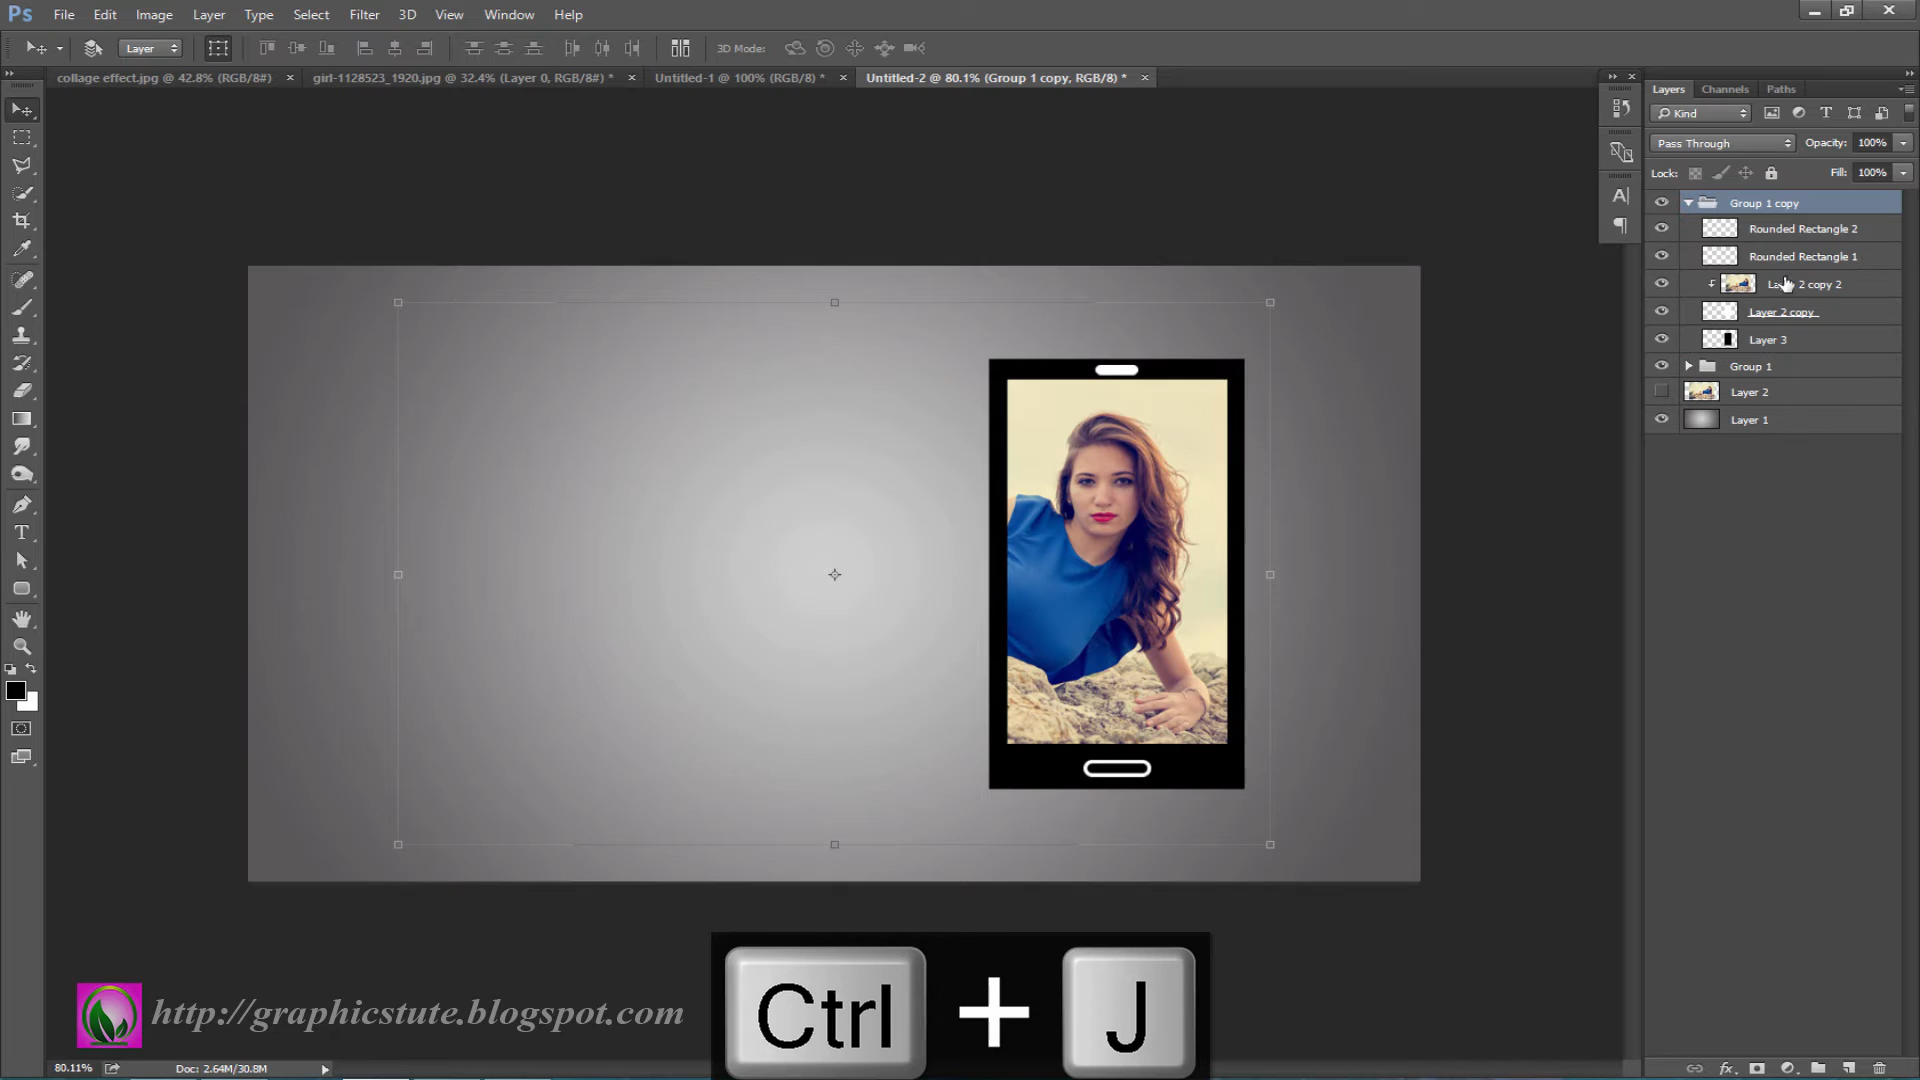 Ps File Edit Image Layer Type Select Filter 3D View Window Help
Layer 3D Mode:
collage effect.jpg @ 42.8% (RGB/8#) × girl-1128523_1920.jpg @ 32.4% (Layer 0, RGB/8#) * × Untitled-1 @ 100% (RGB/8) * × Untitled-2 @ 80.1% (Group 1 copy, RGB/8) * ×
Layers Channels Paths
Kind
Pass Through Opacity: 100%
Lock: Fill: 100%
Group 1 copy
Rounded Rectangle 2
Rounded Rectangle 1
2 copy 2
Layer 2 copy
Layer 3
Group 1
Layer 2
Layer 1
Ctrl + J
http://graphicstute.blogspot.com
80.11% Doc: 2.64M/30.8M